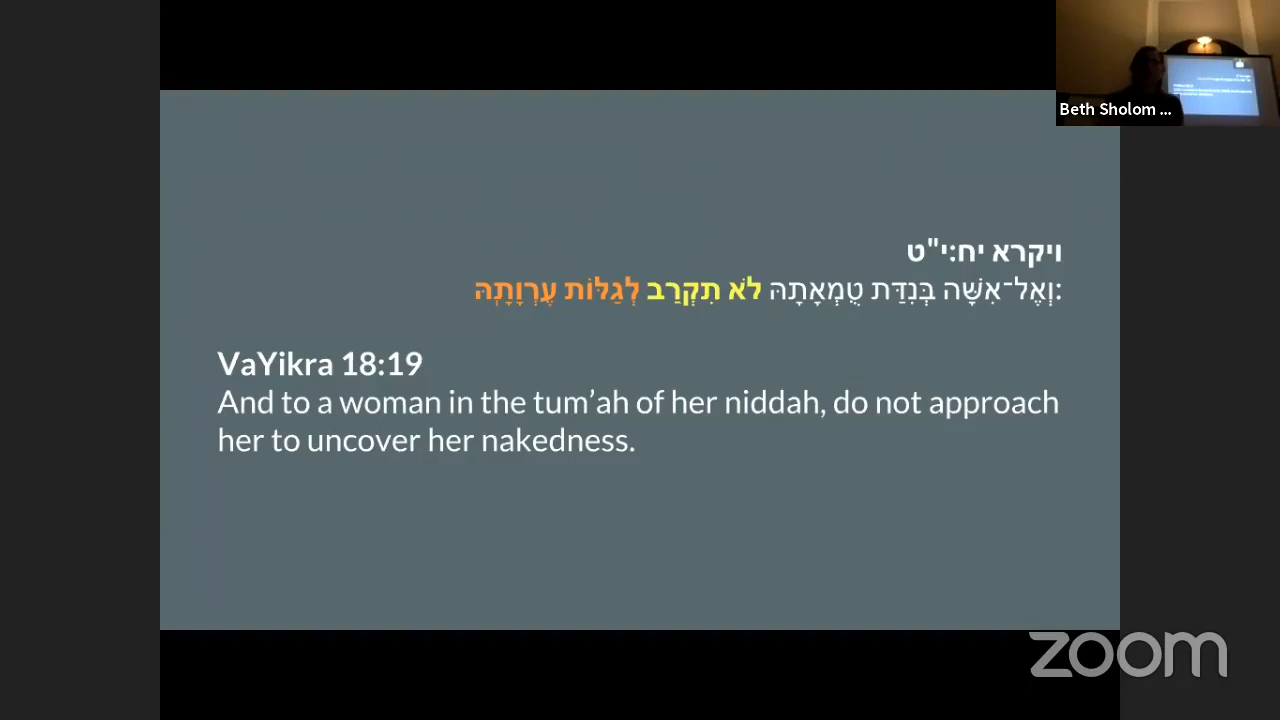 Beth Sholom ...
ויקרא יח:י"ט
וְאֶל־אִשָּׁה בְּנִדַּת טֻמְאָתָהּ לֹא תִקְרַב לְגַלּוֹת עֶרְוָתָהּ:
VaYikra 18:19
And to a woman in the tum’ah of her niddah, do not approach
her to uncover her nakedness.
zoom